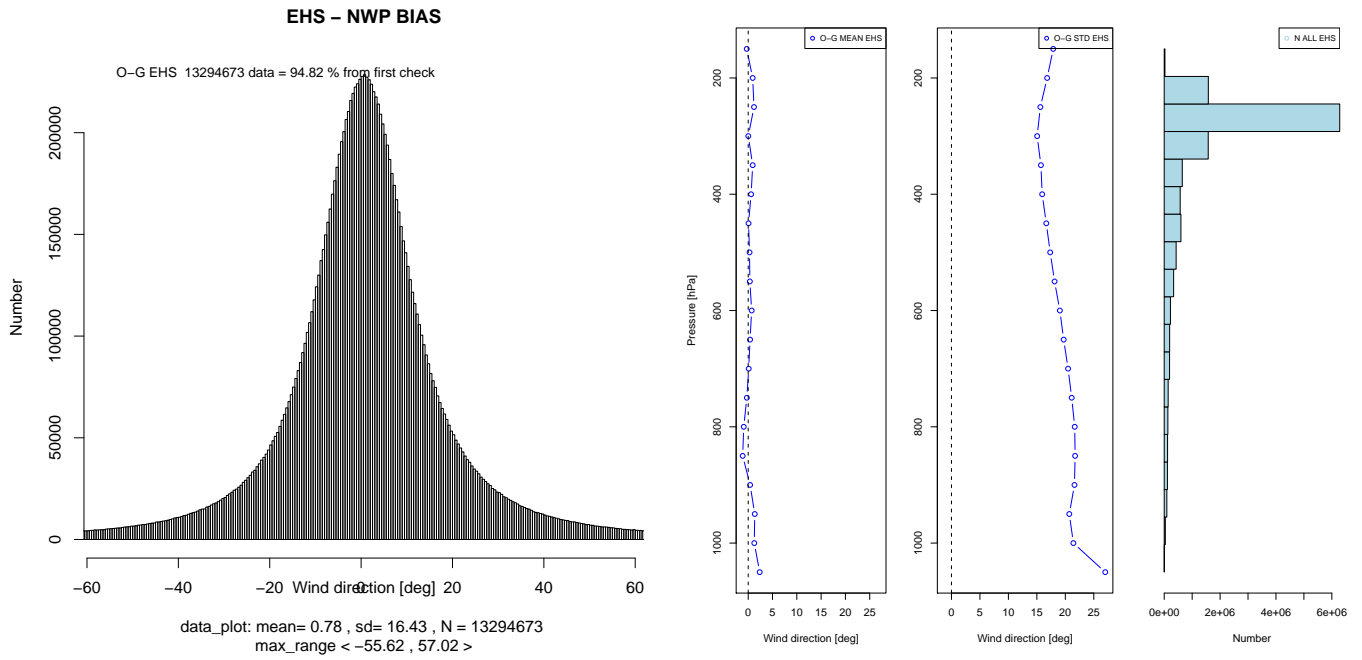 EHS − NWP BIAS
O−G EHS  13294673 data = 94.82 % from first check
Number
0
50000
100000
150000
200000
−60
−40
−20
0
20
40
60
Wind direction [deg]
data_plot: mean= 0.78 , sd= 16.43 , N = 13294673
max_range < −55.62 , 57.02 >
O−G MEAN EHS
Pressure [hPa]
200
400
600
800
1000
0 5 10 15 20 25
Wind direction [deg]
O−G STD EHS
200
400
600
800
1000
0 5 10 15 20 25
Wind direction [deg]
N ALL EHS
0e+00 2e+06 6e+06
Number